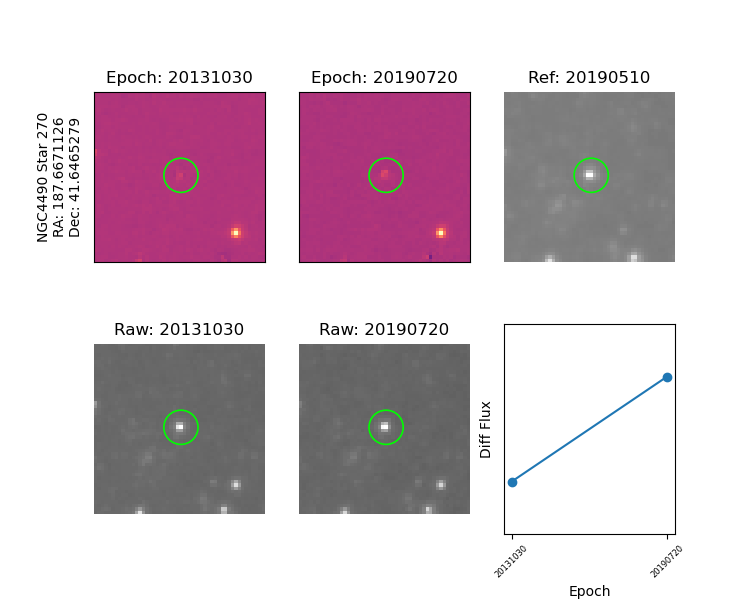 Epoch: 20131030
Epoch: 20190720
Ref: 20190510
NGC4490 Star 270
RA: 187.6671126
Dec: 41.6465279
Raw: 20131030
Raw: 20190720
Diff Flux
20131030
20190720
Epoch